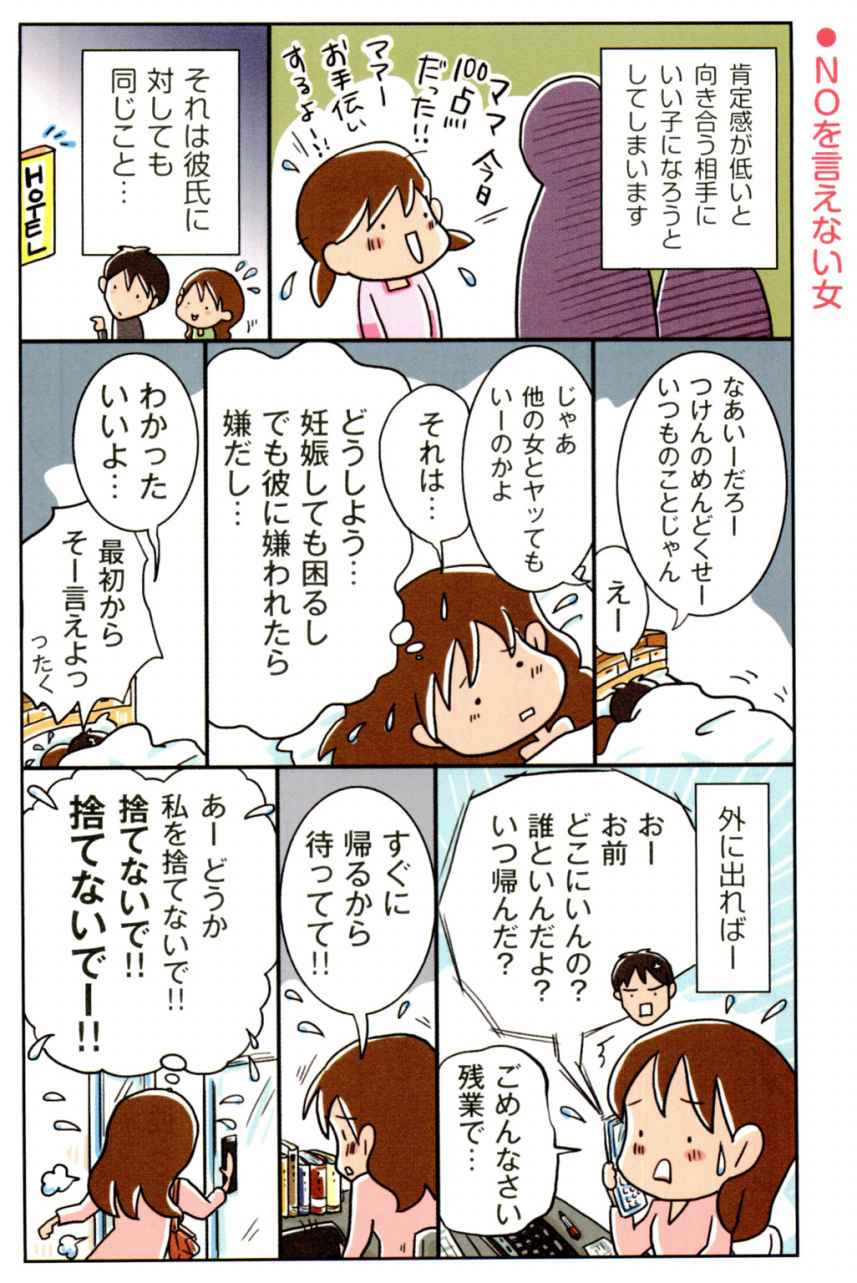 ●NOを言えない女
肯定感が低いと
向き合う相手に
いい子になろうと
してしまいます
ママ 今日
100点
だった!!
ママー
お手伝い
するよー!!
それは彼氏に
対しても
同じこと…
HOTEL
なあいーだろー
つけんのめんどくせー
いつものことじゃん
えー
じゃあ
他の女とヤッても
いーのかよ
それは…
どうしよう…
妊娠しても困るし
でも彼に嫌われたら
嫌だし…
わかった
いいよ…
最初から
そー言えよっ
ったく
外に出ればー
おー
お前
どこにいんの?
誰といんだよ?
いつ帰んだ?
ごめんなさい
残業で…
すぐに
帰るから
待ってて!!
あーどうか
私を捨てないで!!
捨てないで!!
捨てないでー!!